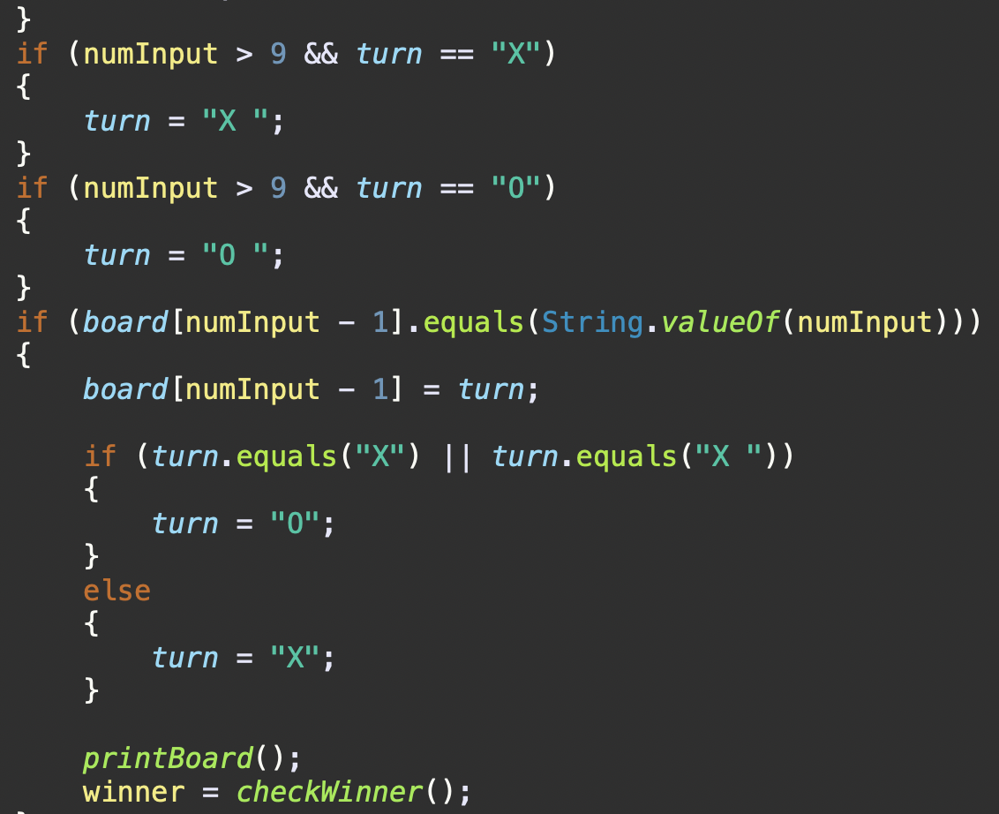 }
if (numInput > 9 && turn == "X")
{
    turn = "X ";
}
if (numInput > 9 && turn == "O")
{
    turn = "O ";
}
if (board[numInput - 1].equals(String.valueOf(numInput)))
{
    board[numInput - 1] = turn;

    if (turn.equals("X") || turn.equals("X "))
    {
        turn = "O";
    }
    else
    {
        turn = "X";
    }

    printBoard();
    winner = checkWinner();